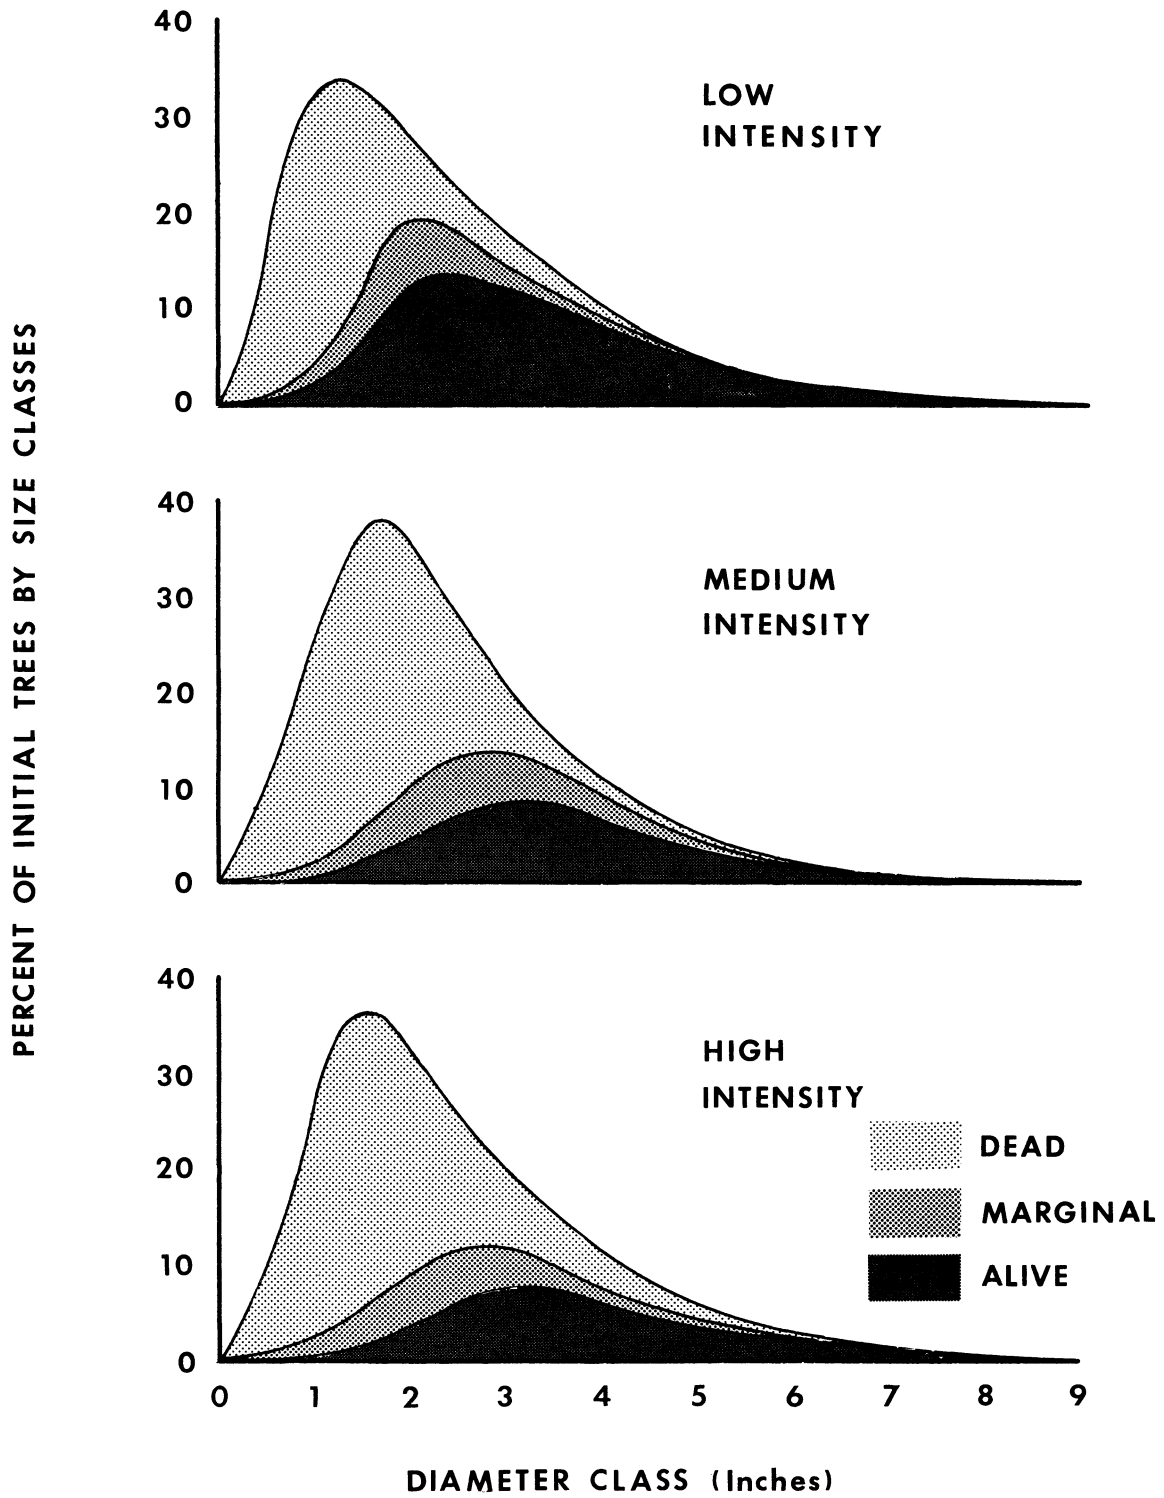 PERCENT OF INITIAL TREES BY SIZE CLASSES
40
30
20
10
0
LOW
INTENSITY
40
30
20
10
0
MEDIUM
INTENSITY
40
30
20
10
0
HIGH
INTENSITY
DEAD
MARGINAL
ALIVE
0 1 2 3 4 5 6 7 8 9
DIAMETER CLASS (Inches)